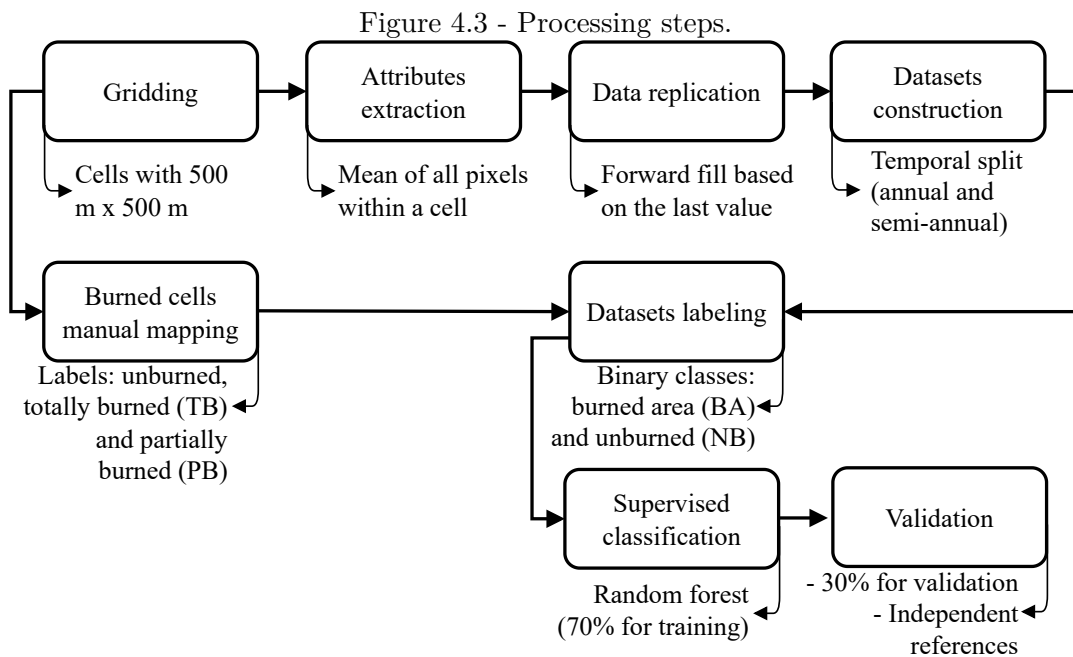 Figure 4.3 - Processing steps.
Gridding
Cells with 500
m x 500 m
Attributes
extraction
Mean of all pixels
within a cell
Data replication
Forward fill based
on the last value
Datasets
construction
Temporal split
(annual and
semi-annual)
Burned cells
manual mapping
Labels: unburned,
totally burned (TB)
and partially
burned (PB)
Datasets labeling
Binary classes:
burned area (BA)
and unburned (NB)
Supervised
classification
Random forest
(70% for training)
Validation
- 30% for validation
- Independent
references